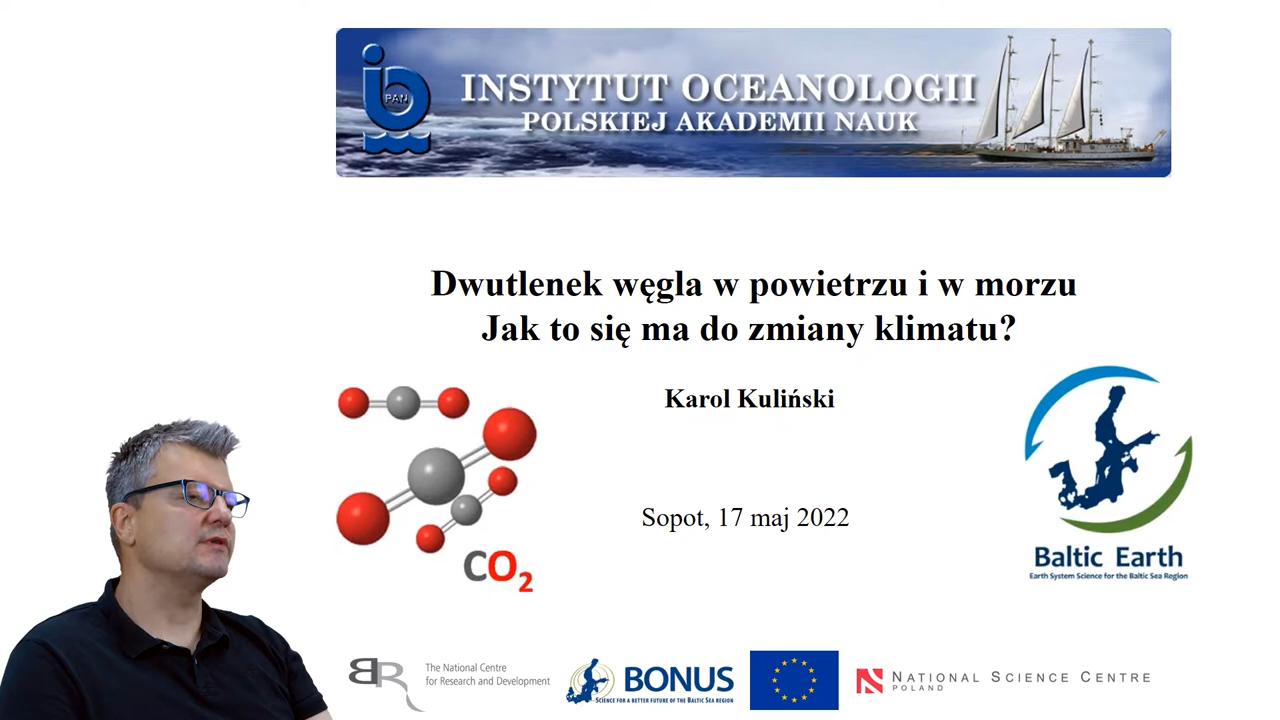 PAN
INSTYTUT OCEANOLOGII
POLSKIEJ AKADEMII NAUK
Dwutlenek węgla w powietrzu i w morzu
Jak to się ma do zmiany klimatu?
Karol Kuliński
Sopot, 17 maj 2022
CO2
Baltic Earth
Earth System Science for the Baltic Sea Region
The National Centre
for Research and Development
BONUS
SCIENCE FOR A BETTER FUTURE OF THE BALTIC SEA REGION
NATIONAL SCIENCE CENTRE
POLAND